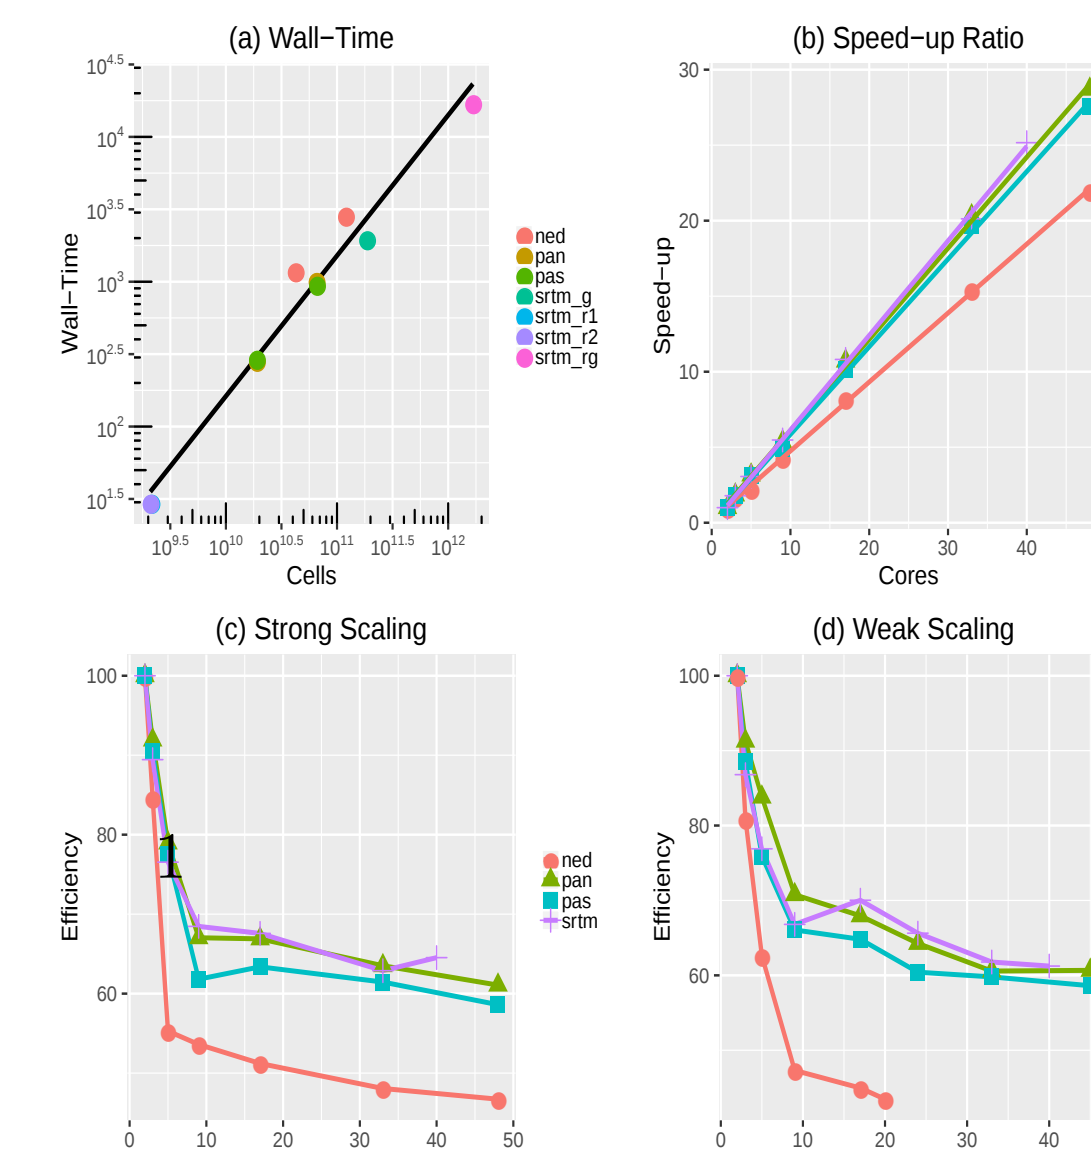 (a) Wall−Time
10^4.5
10^4
10^3.5
10^3
10^2.5
10^2
10^1.5
Wall−Time
10^9.5 10^10 10^10.5 10^11 10^11.5 10^12
Cells
ned
pan
pas
srtm_g
srtm_r1
srtm_r2
srtm_rg
(b) Speed−up Ratio
30
20
10
0
Speed−up
0 10 20 30 40
Cores
(c) Strong Scaling
100
80
60
Efficiency
1
0 10 20 30 40 50
ned
pan
pas
srtm
(d) Weak Scaling
100
80
60
Efficiency
0 10 20 30 40